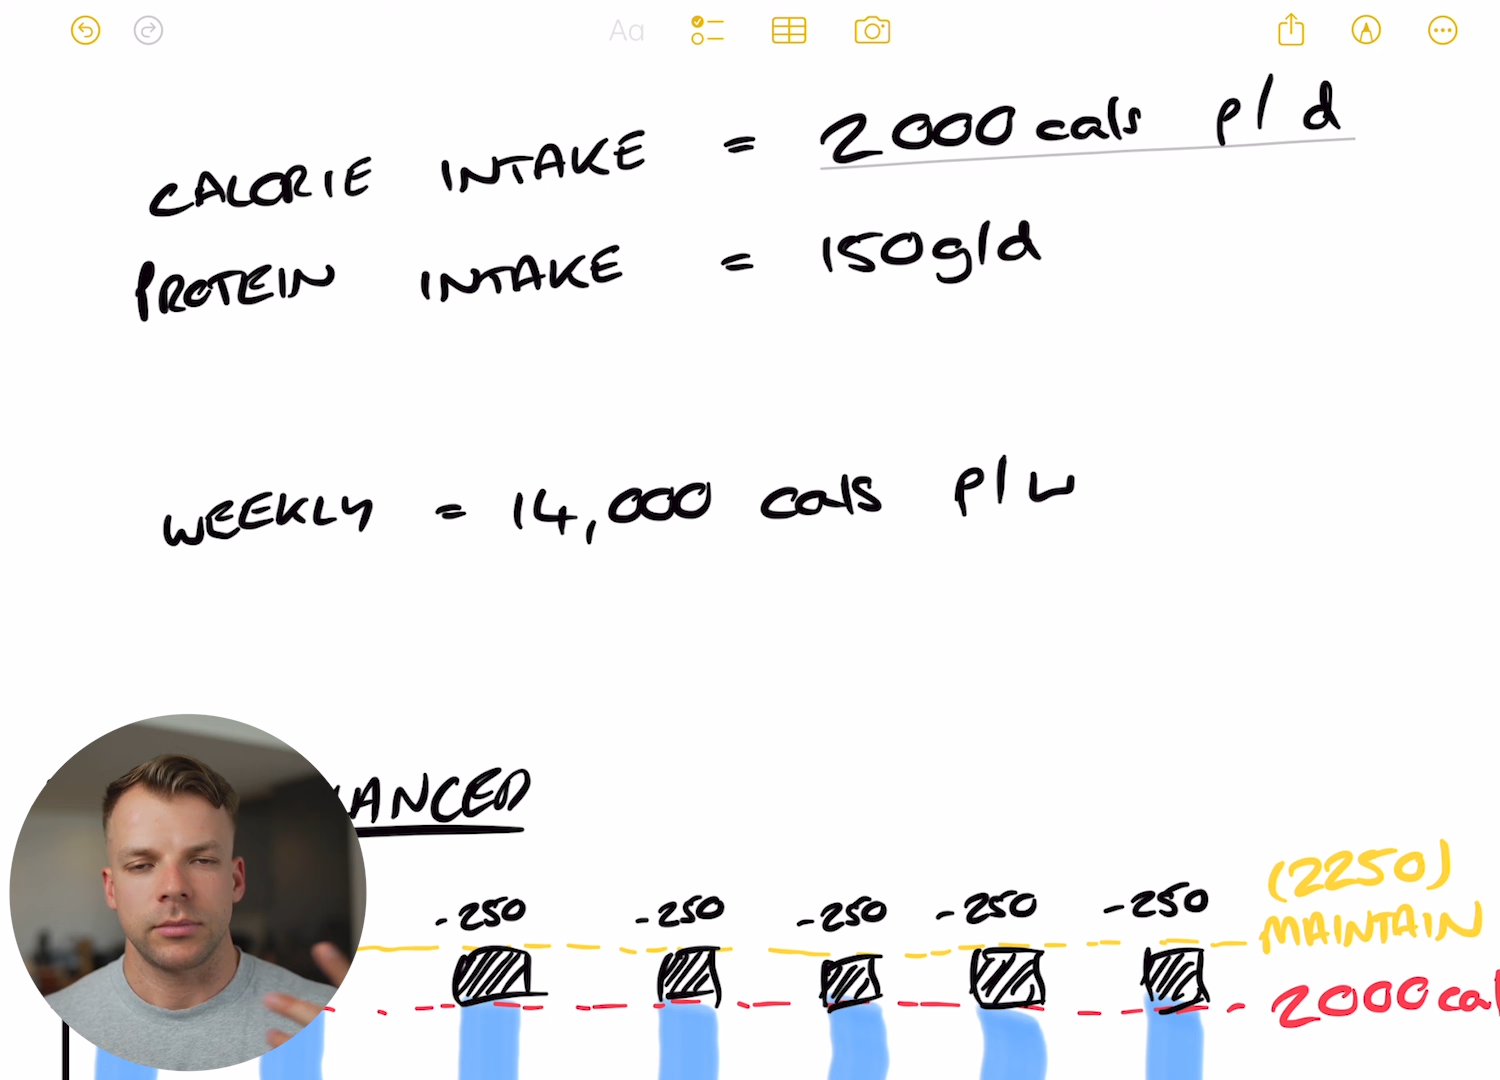 Aa
CALORIE INTAKE = 2000 cals p/d
PROTEIN INTAKE = 150g/d
WEEKLY = 14,000 cals p/w
ANCED
-250 -250 -250 -250 -250
(2250)
MAINTAIN
2000 cal